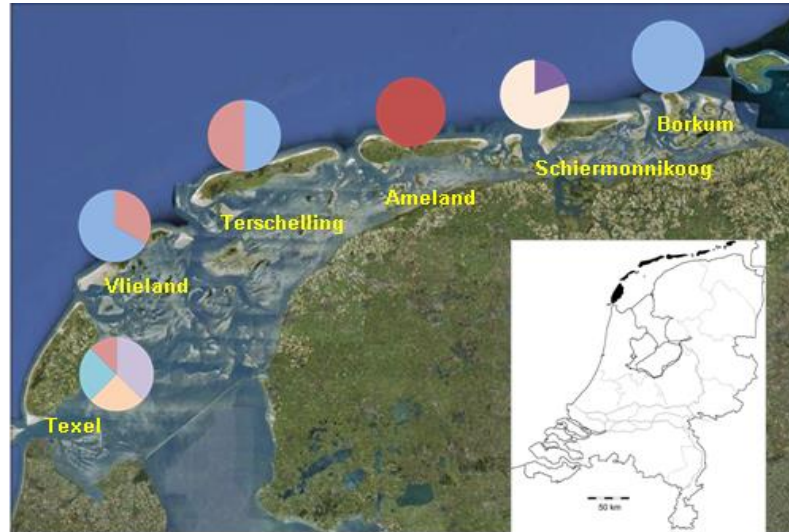 Borkum
Schiermonnikoog
Ameland
Terschelling
Vlieland
Texel
50 km